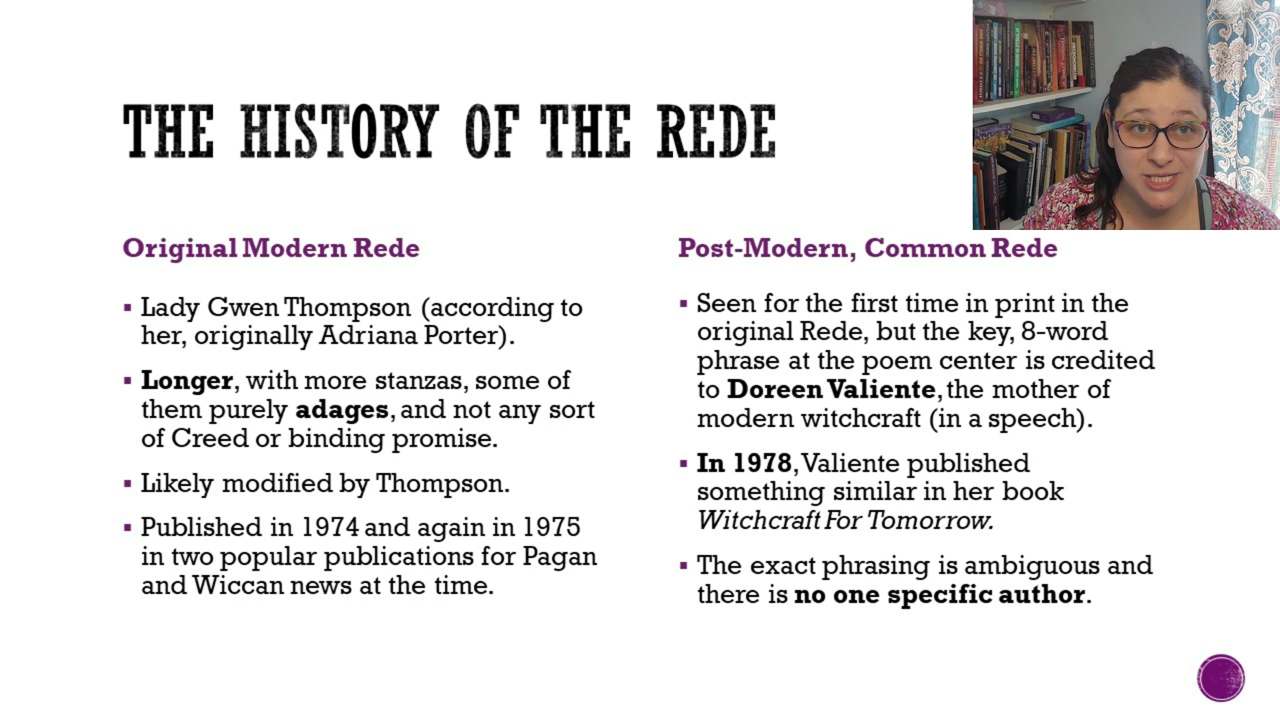 THE HISTORY OF THE REDE
Original Modern Rede
▪ Lady Gwen Thompson (according to
her, originally Adriana Porter).
▪ Longer, with more stanzas, some of
them purely adages, and not any sort
of Creed or binding promise.
▪ Likely modified by Thompson.
▪ Published in 1974 and again in 1975
in two popular publications for Pagan
and Wiccan news at the time.
Post-Modern, Common Rede
▪ Seen for the first time in print in the
original Rede, but the key, 8-word
phrase at the poem center is credited
to Doreen Valiente, the mother of
modern witchcraft (in a speech).
▪ In 1978, Valiente published
something similar in her book
Witchcraft For Tomorrow.
▪ The exact phrasing is ambiguous and
there is no one specific author.